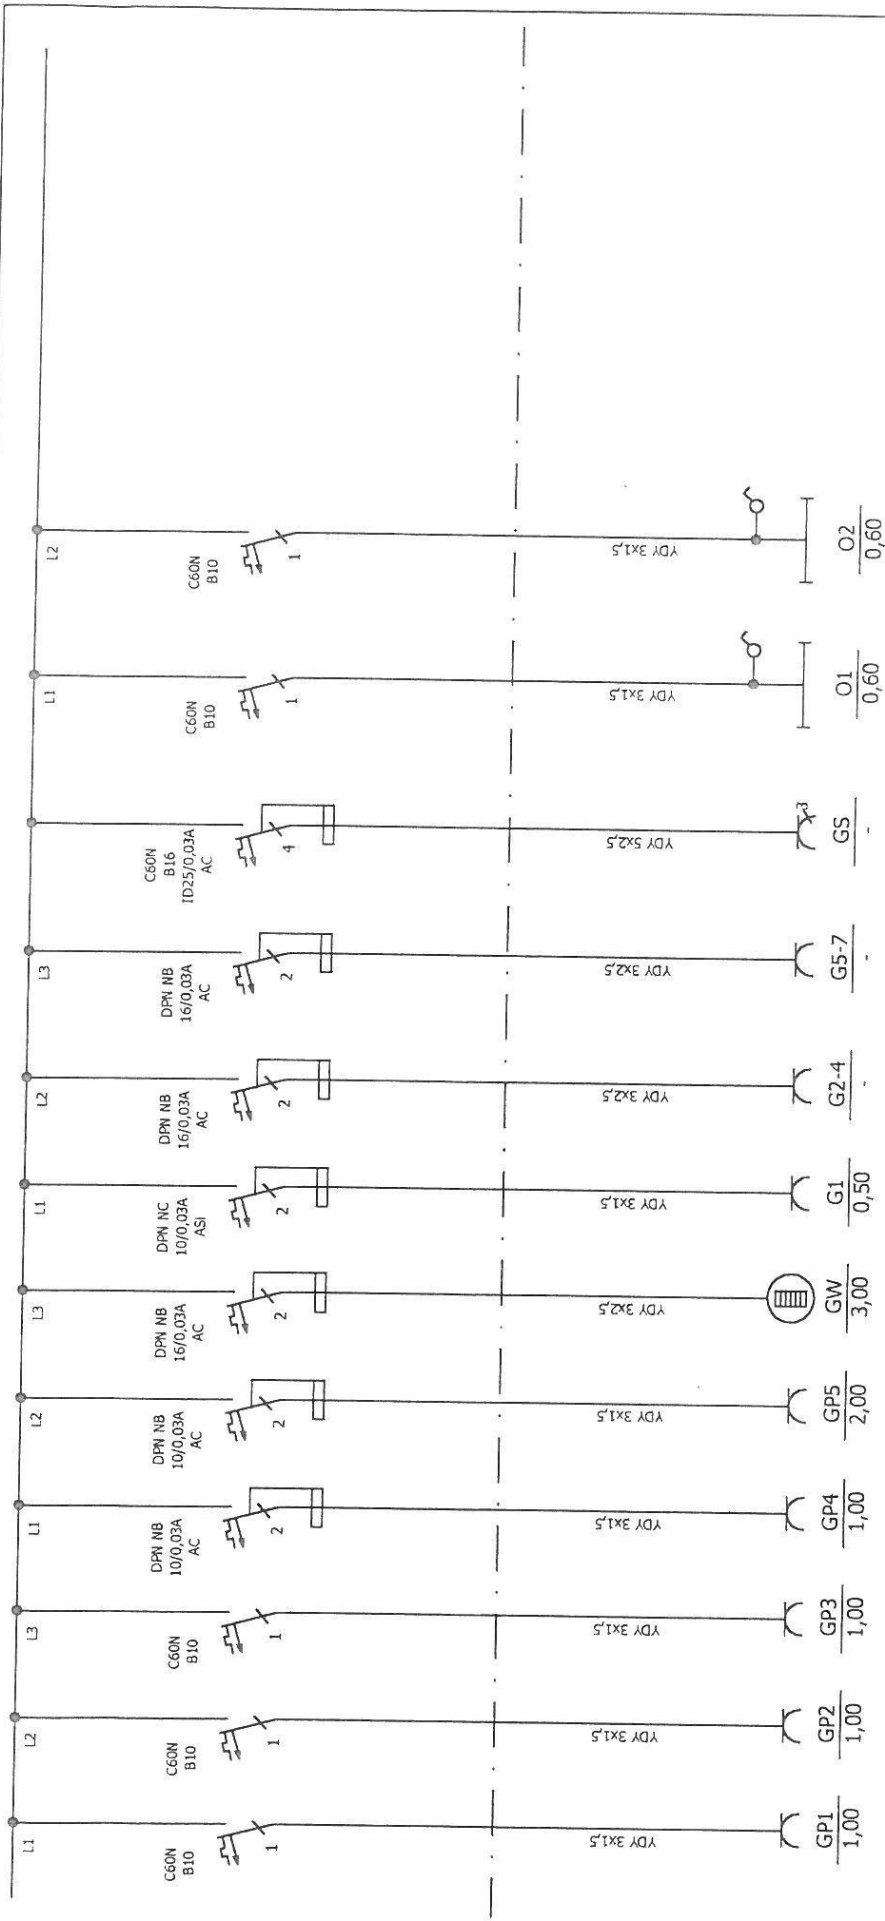 L2
C60N
B10
1
YDY 3x1,5
O2
0,60
L1
C60N
B10
1
YDY 3x1,5
O1
0,60
C60N
B16
ID25/0,03A
AC
4
YDY 5x2,5
3
GS
-
L3
DPN NB
16/0,03A
AC
2
YDY 3x2,5
G5-7
-
L2
DPN NB
16/0,03A
AC
2
YDY 3x2,5
G2-4
-
L1
DPN NC
10/0,03A
ASI
2
YDY 3x1,5
G1
0,50
L3
DPN NB
16/0,03A
AC
2
YDY 3x2,5
GW
3,00
L2
DPN NB
10/0,03A
AC
2
YDY 3x1,5
GP5
2,00
L1
DPN NB
10/0,03A
AC
2
YDY 3x1,5
GP4
1,00
L3
C60N
B10
1
YDY 3x1,5
GP3
1,00
L2
C60N
B10
1
YDY 3x1,5
GP2
1,00
L1
C60N
B10
1
YDY 3x1,5
GP1
1,00